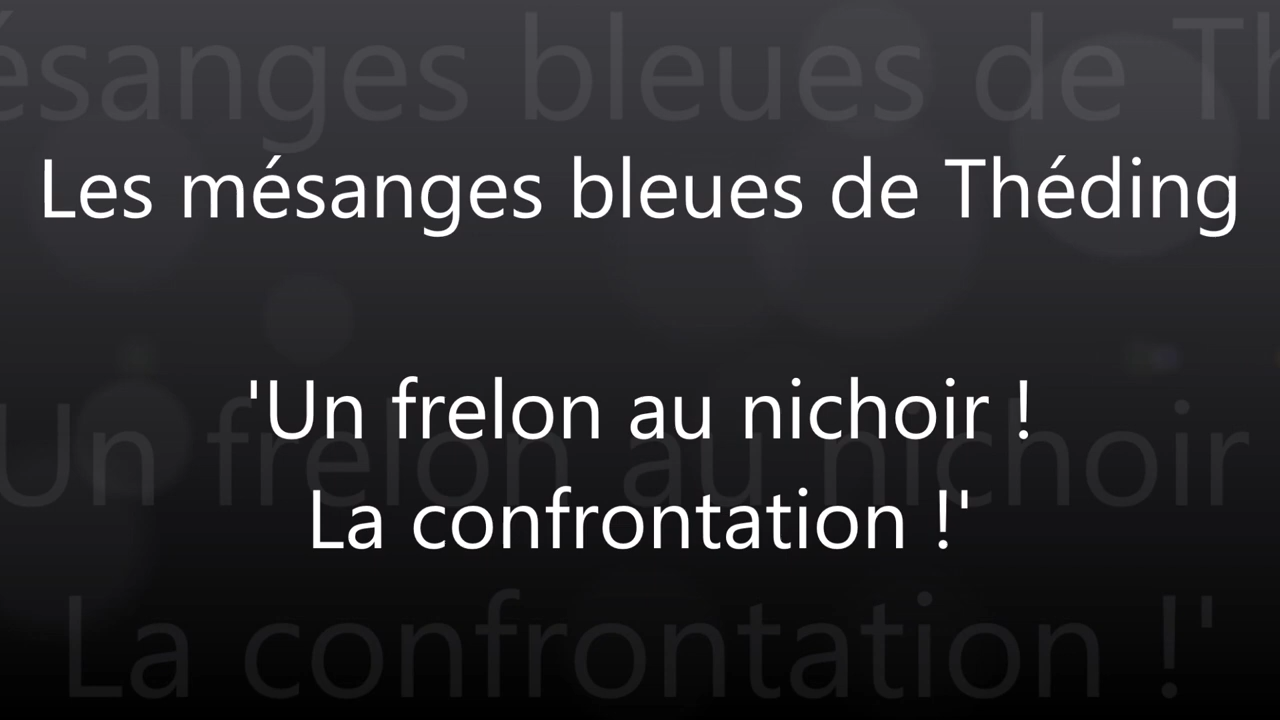 Les mésanges bleues de Théding
'Un frelon au nichoir !
La confrontation !'